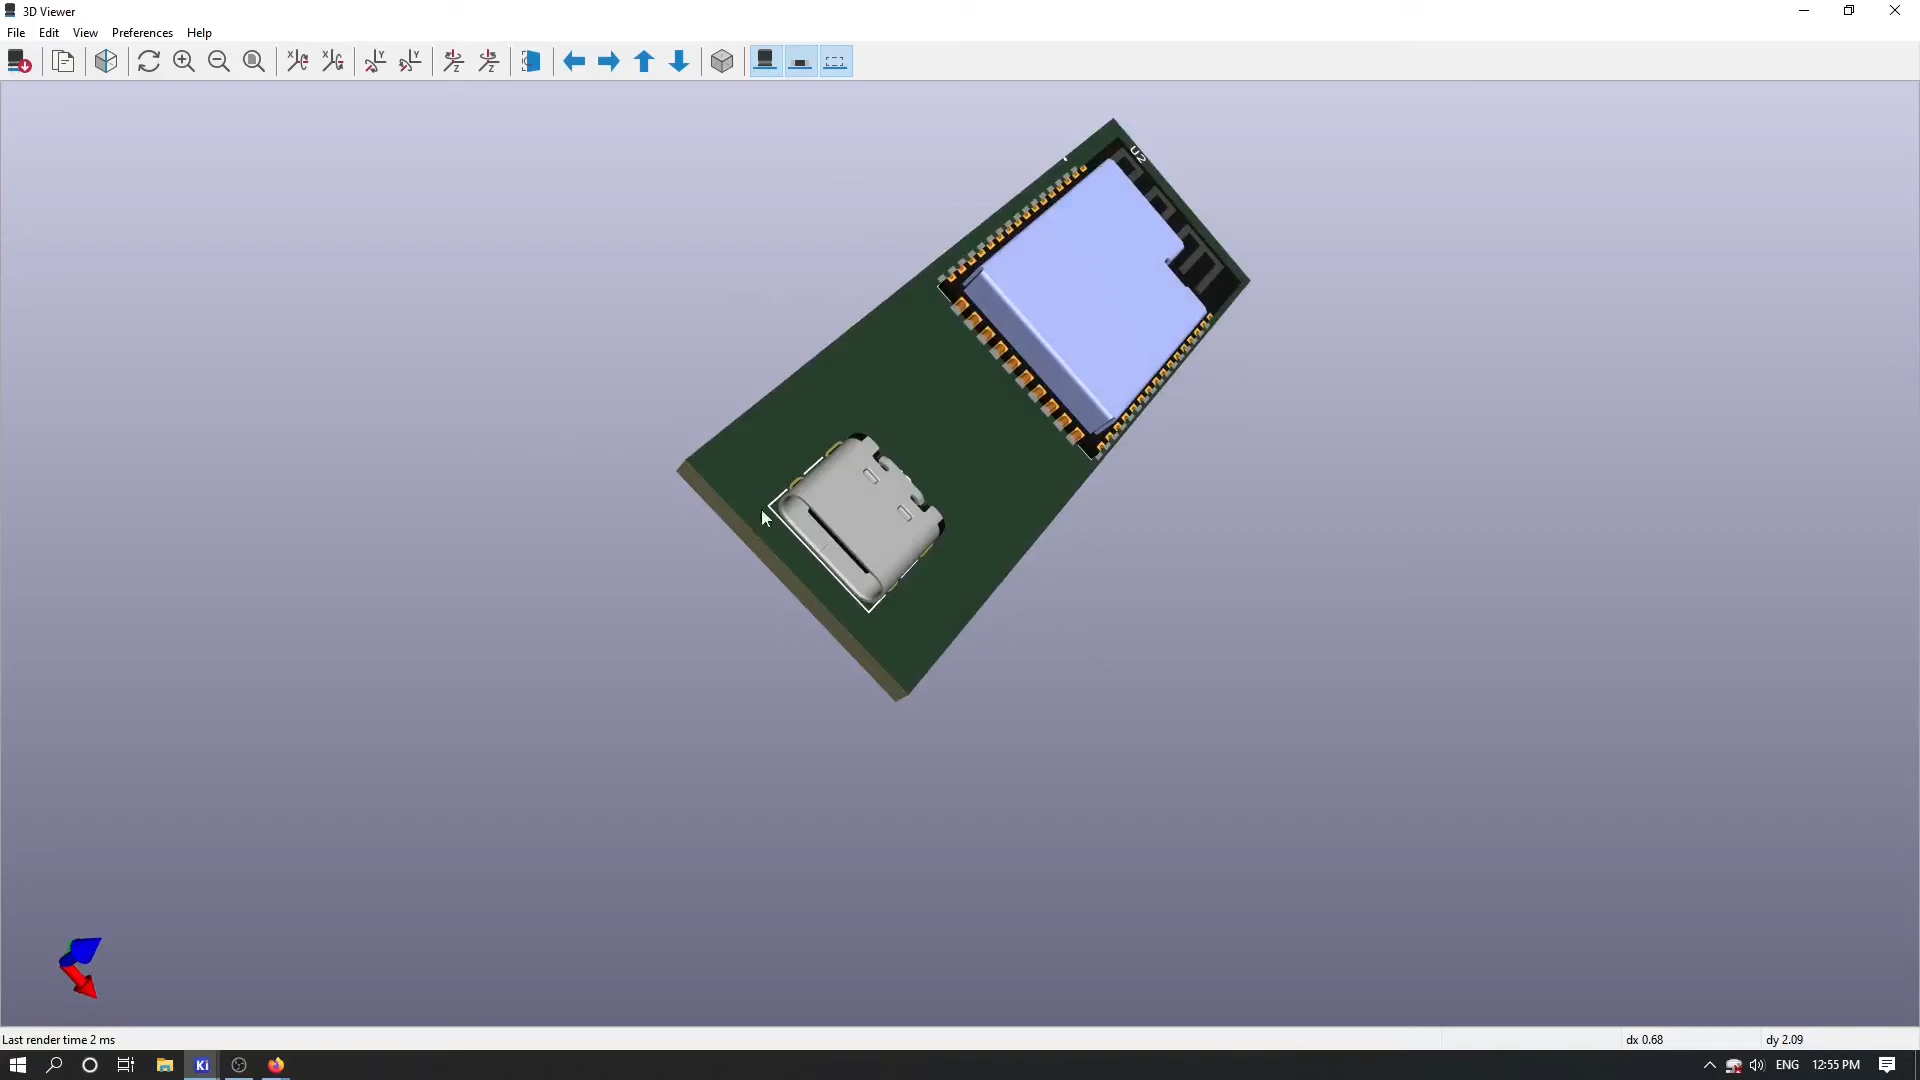 3D Viewer
File Edit View Preferences Help
U2
Last render time 2 ms
dx 0.68
dy 2.09
Ki
ENG
12:55 PM